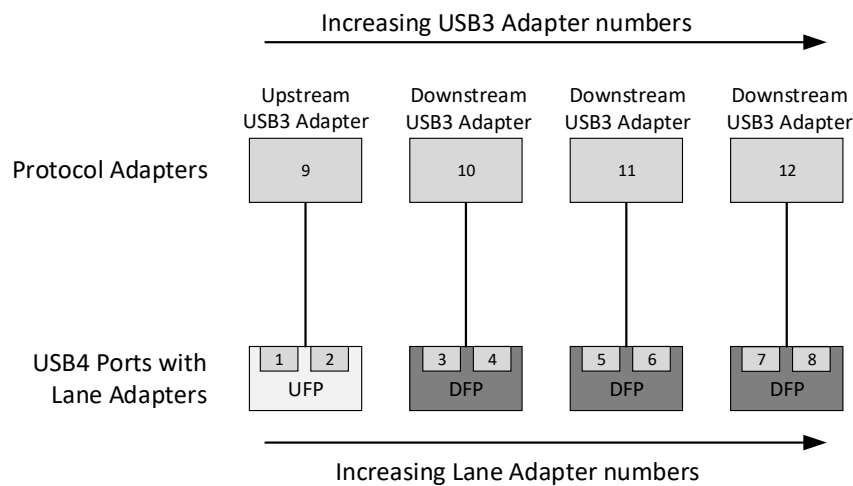 Increasing USB3 Adapter numbers
Upstream
USB3 Adapter
Downstream
USB3 Adapter
Downstream
USB3 Adapter
Downstream
USB3 Adapter
Protocol Adapters
9
10
11
12
USB4 Ports with
Lane Adapters
1 2
UFP
3 4
DFP
5 6
DFP
7 8
DFP
Increasing Lane Adapter numbers